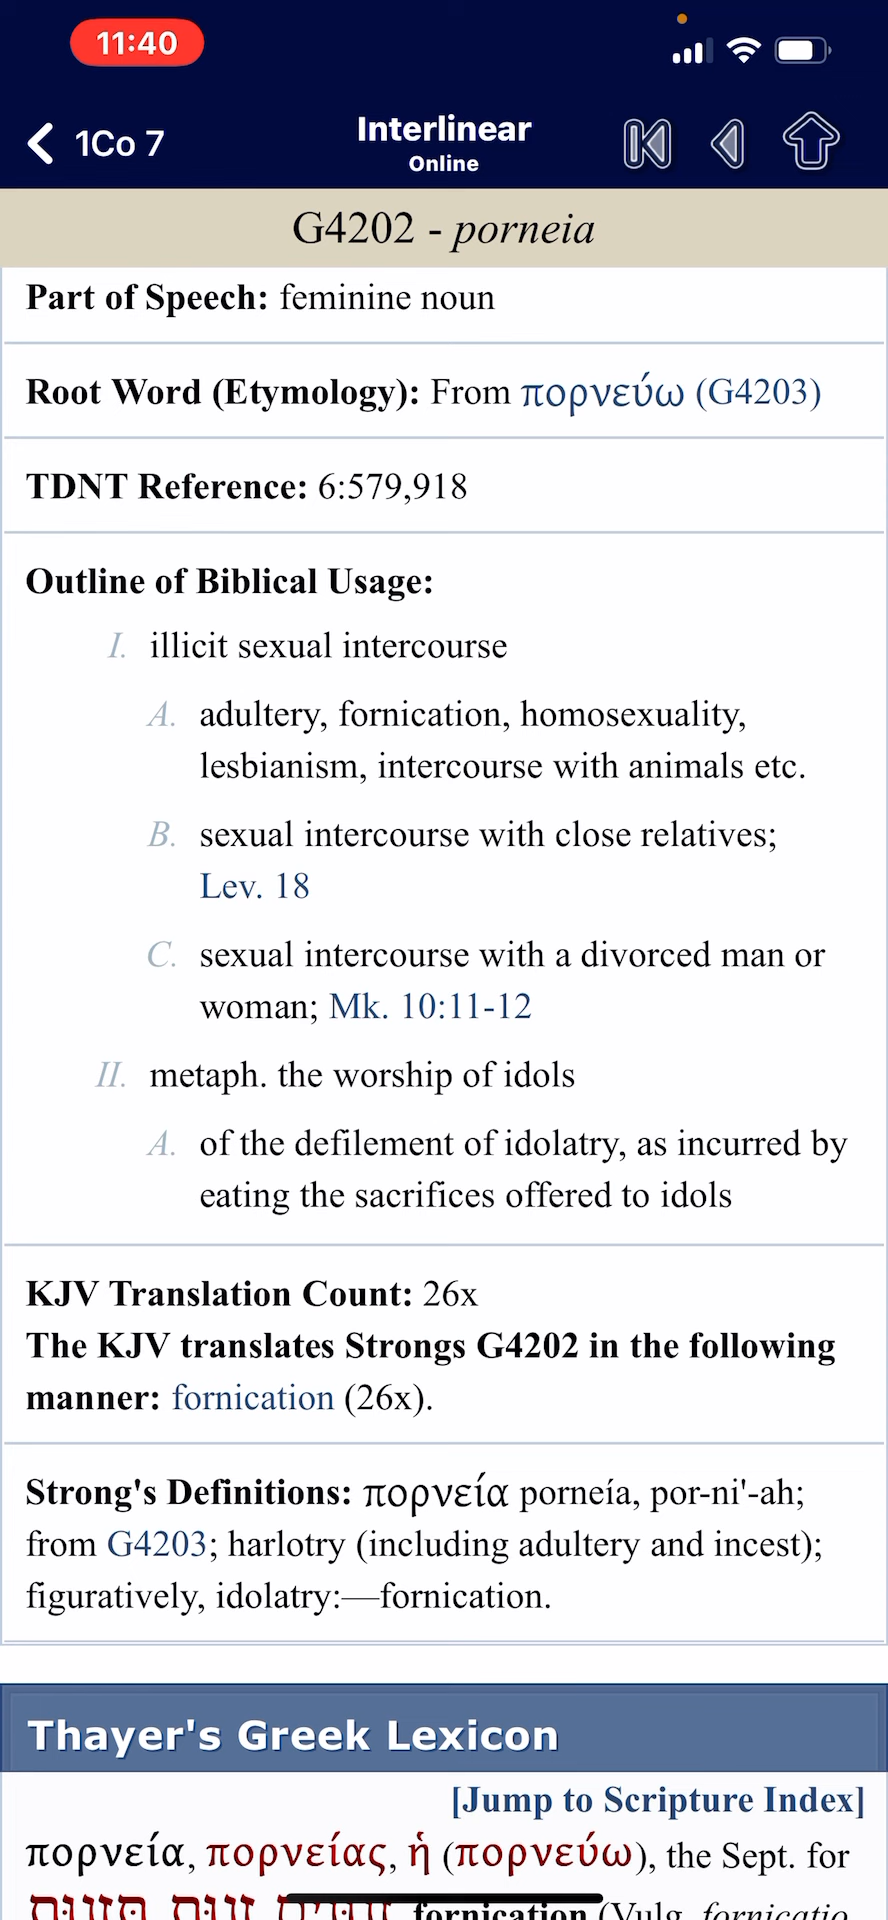 11:40
1Co 7
Interlinear
Online
G4202 - porneia
Part of Speech: feminine noun
Root Word (Etymology): From πορνεύω (G4203)
TDNT Reference: 6:579,918
Outline of Biblical Usage:
I. illicit sexual intercourse
A. adultery, fornication, homosexuality,
lesbianism, intercourse with animals etc.
B. sexual intercourse with close relatives;
Lev. 18
C. sexual intercourse with a divorced man or
woman; Mk. 10:11-12
II. metaph. the worship of idols
A. of the defilement of idolatry, as incurred by
eating the sacrifices offered to idols
KJV Translation Count: 26x
The KJV translates Strongs G4202 in the following
manner: fornication (26x).
Strong's Definitions: πορνεία porneía, por-ni'-ah;
from G4203; harlotry (including adultery and incest);
figuratively, idolatry:—fornication.
Thayer's Greek Lexicon
[Jump to Scripture Index]
πορνεία, πορνείας, ἡ (πορνεύω), the Sept. for
fornication (Vulg. fornicatio